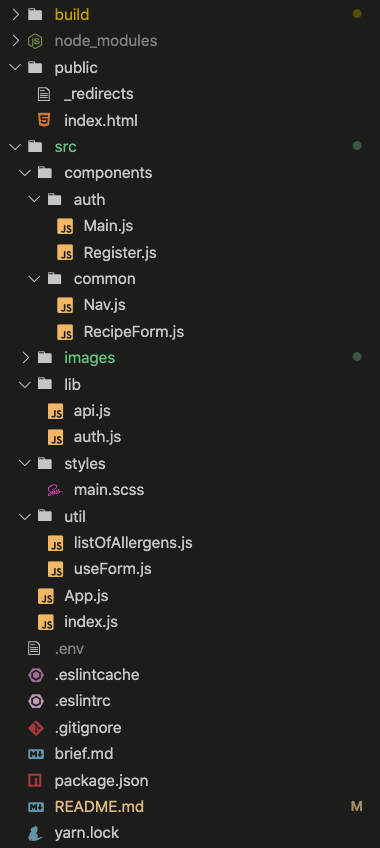 build
node_modules
public
_redirects
index.html
src
components
auth
Main.js
Register.js
common
Nav.js
RecipeForm.js
images
lib
api.js
auth.js
styles
main.scss
util
listOfAllergens.js
useForm.js
App.js
index.js
.env
.eslintcache
.eslintrc
.gitignore
brief.md
package.json
README.md M
yarn.lock